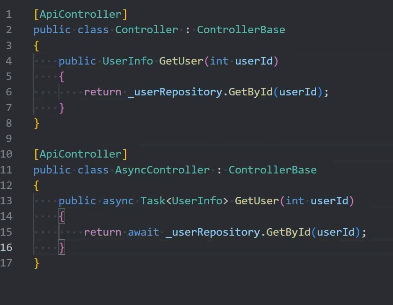 1 [ApiController]
2 public class Controller : ControllerBase
3 {
4 public UserInfo GetUser(int userId)
5 {
6 return _userRepository.GetById(userId);
7 }
8 }
9
10 [ApiController]
11 public class AsyncController : ControllerBase
12 {
13 public async Task<UserInfo> GetUser(int userId)
14 {
15 return await _userRepository.GetById(userId);
16 }
17 }